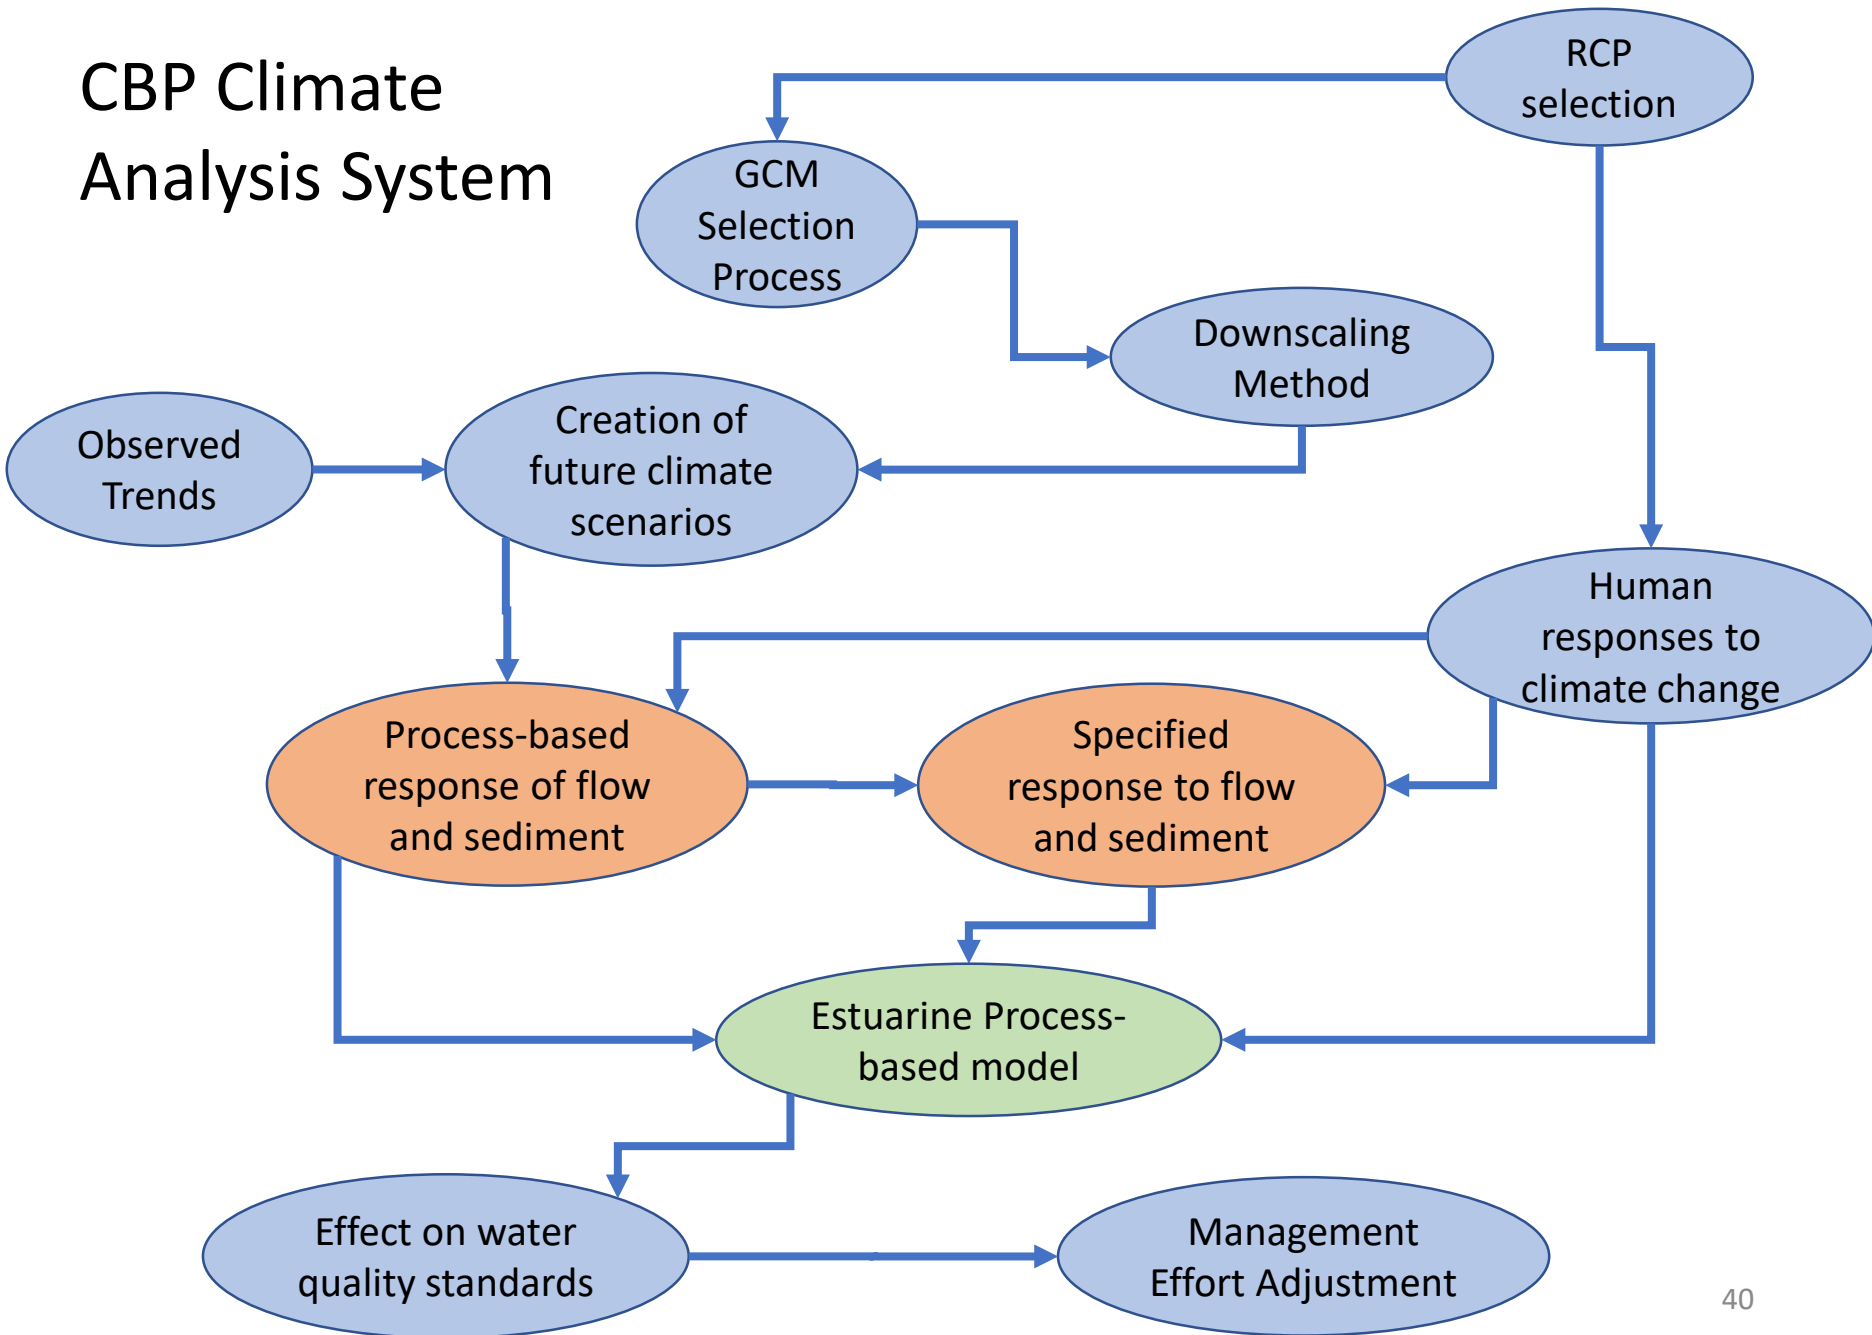 CBP Climate
Analysis System
RCP
selection
GCM
Selection
Process
Downscaling
Method
Observed
Trends
Creation of
future climate
scenarios
Human
responses to
climate change
Process-based
response of flow
and sediment
Specified
response to flow
and sediment
Estuarine Process-
based model
Effect on water
quality standards
Management
Effort Adjustment
40